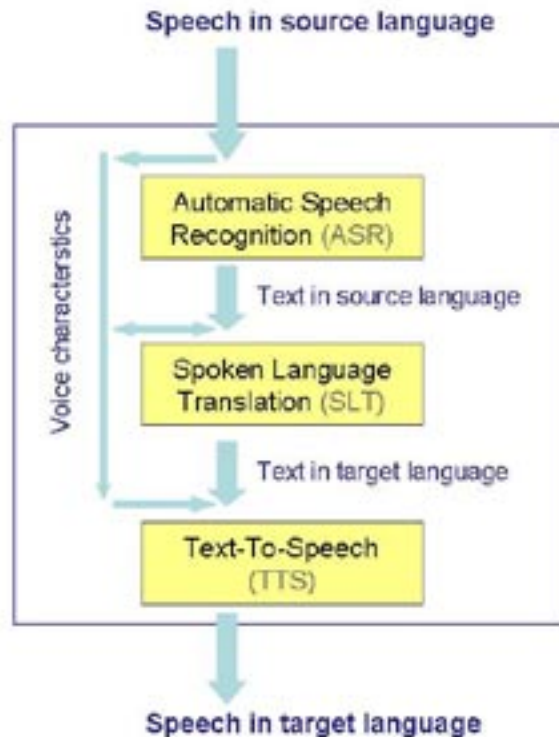 Speech in source language
Automatic Speech
Recognition (ASR)
Text in source language
Voice characterstics
Spoken Language
Translation (SLT)
Text in target language
Text-To-Speech
(TTS)
Speech in target language